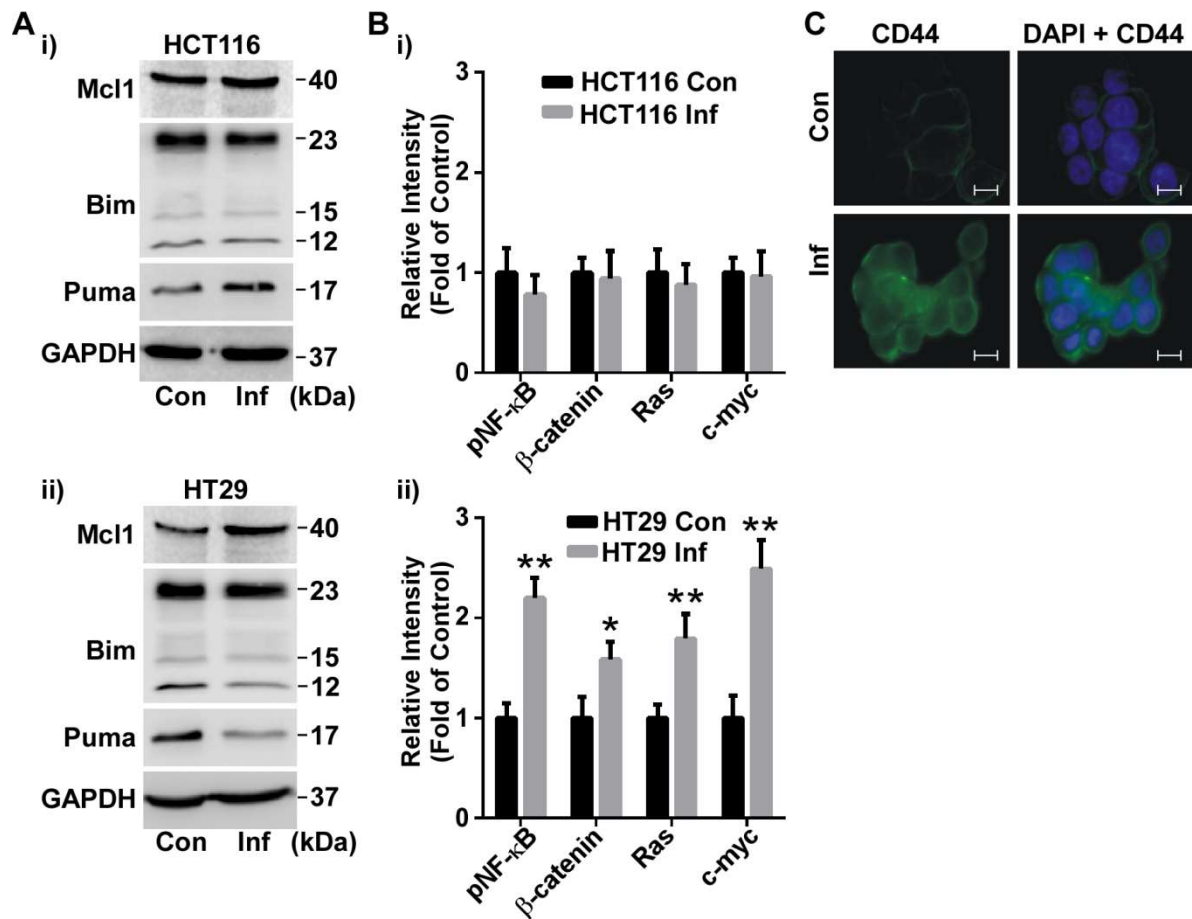 A
i)
HCT116
Mcl1
40
23
Bim
15
12
Puma
17
GAPDH
37
Con Inf (kDa)
ii)
HT29
Mcl1
40
23
Bim
15
12
Puma
17
GAPDH
37
Con Inf (kDa)
B
i)
Relative Intensity
(Fold of Control)
3
2
1
0
HCT116 Con
HCT116 Inf
pNF-κB
β-catenin
Ras
c-myc
ii)
Relative Intensity
(Fold of Control)
3
2
1
0
HT29 Con
HT29 Inf
**
*
**
**
pNF-κB
β-catenin
Ras
c-myc
C
CD44 DAPI + CD44
Con
Inf